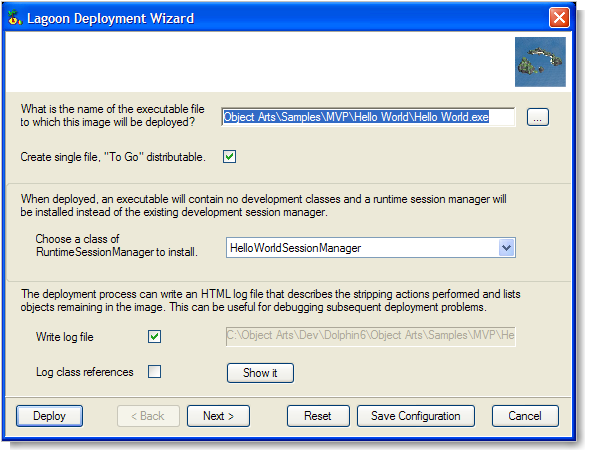 Lagoon Deployment Wizard
What is the name of the executable file
to which this image will be deployed?
Object Arts\Samples\MVP\Hello World\Hello World.exe
...
Create single file, "To Go" distributable.
When deployed, an executable will contain no development classes and a runtime session manager will
be installed instead of the existing development session manager.
Choose a class of
RuntimeSessionManager to install.
HelloWorldSessionManager
The deployment process can write an HTML log file that describes the stripping actions performed and lists
objects remaining in the image. This can be useful for debugging subsequent deployment problems.
Write log file
C:\Object Arts\Dev\Dolphin6\Object Arts\Samples\MVP\He
Log class references
Show it
Deploy
< Back
Next >
Reset
Save Configuration
Cancel